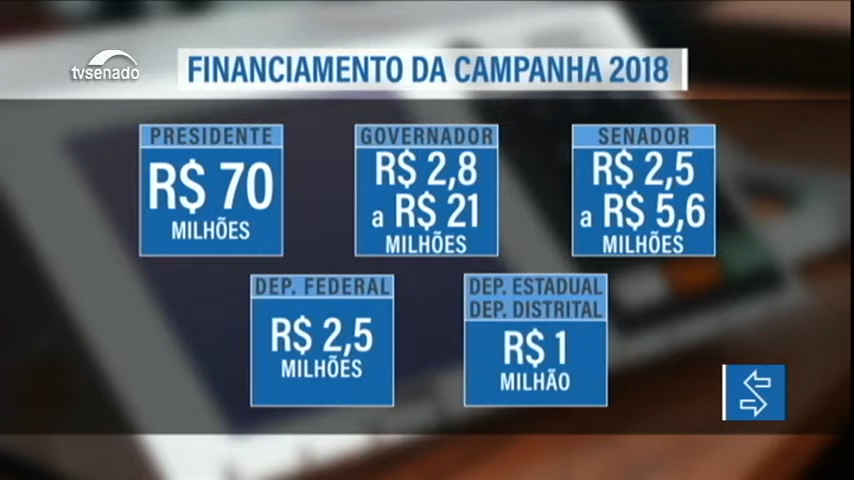 tvsenado
FINANCIAMENTO DA CAMPANHA 2018
PRESIDENTE
R$ 70
MILHÕES
GOVERNADOR
R$ 2,8
a R$ 21
MILHÕES
SENADOR
R$ 2,5
a R$ 5,6
MILHÕES
DEP. FEDERAL
R$ 2,5
MILHÕES
DEP. ESTADUAL
DEP. DISTRITAL
R$ 1
MILHÃO